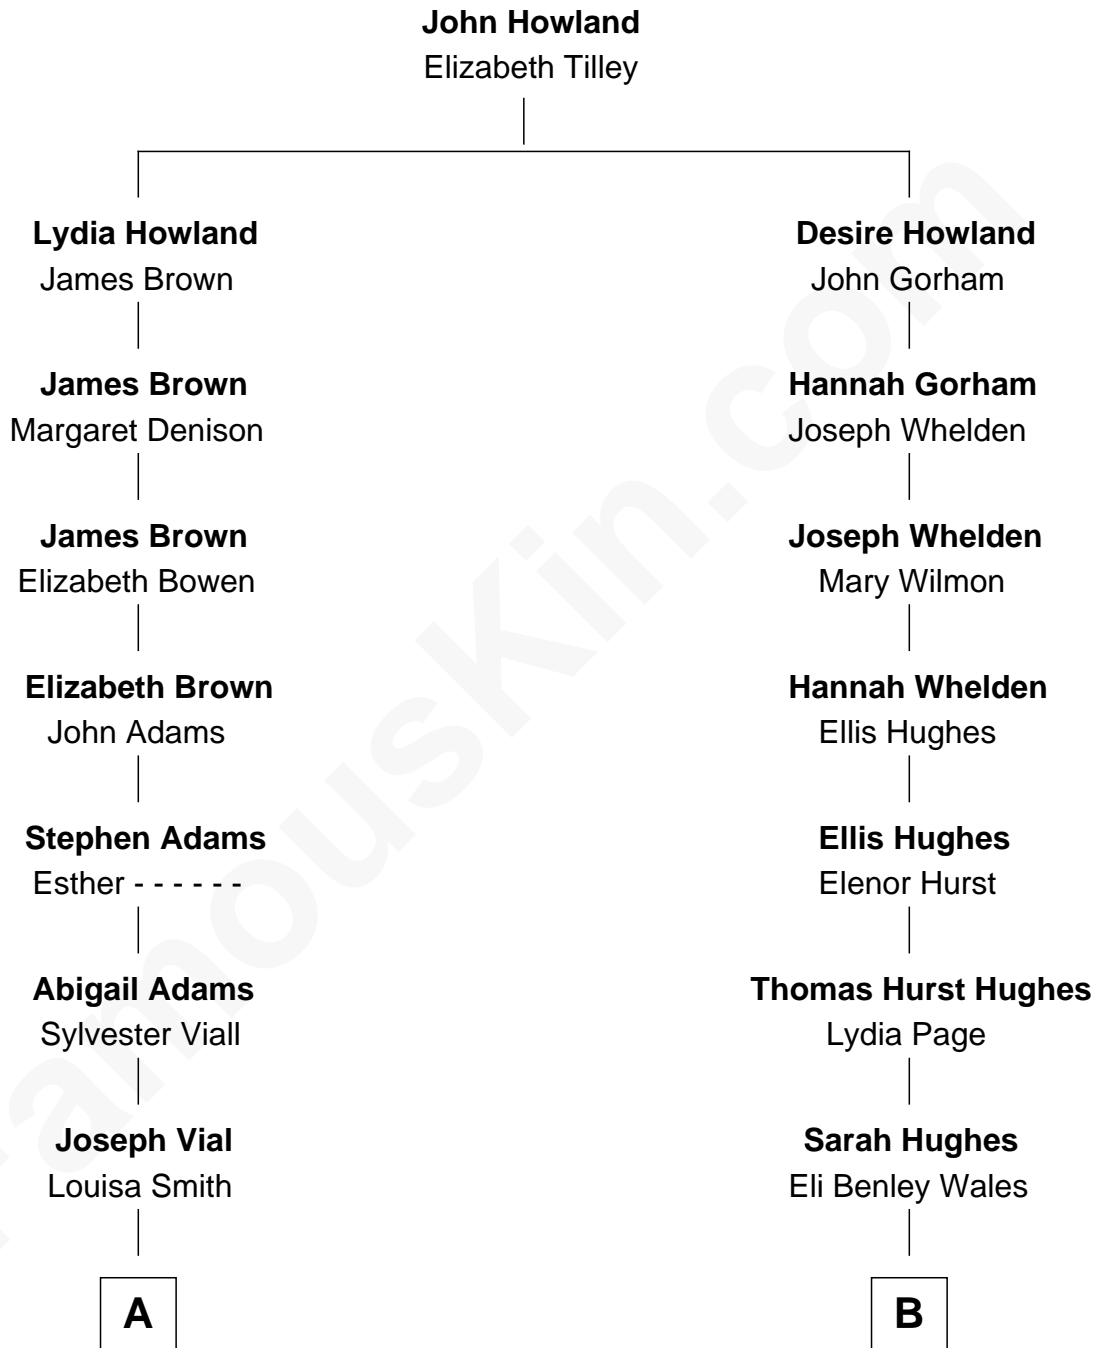 John Howland
Elizabeth Tilley
Lydia Howland
James Brown
James Brown
Margaret Denison
James Brown
Elizabeth Bowen
Elizabeth Brown
John Adams
Stephen Adams
Esther - - - - - -
Abigail Adams
Sylvester Viall
Joseph Vial
Louisa Smith
A
Desire Howland
John Gorham
Hannah Gorham
Joseph Whelden
Joseph Whelden
Mary Wilmon
Hannah Whelden
Ellis Hughes
Ellis Hughes
Elenor Hurst
Thomas Hurst Hughes
Lydia Page
Sarah Hughes
Eli Benley Wales
B
FamousKin.com